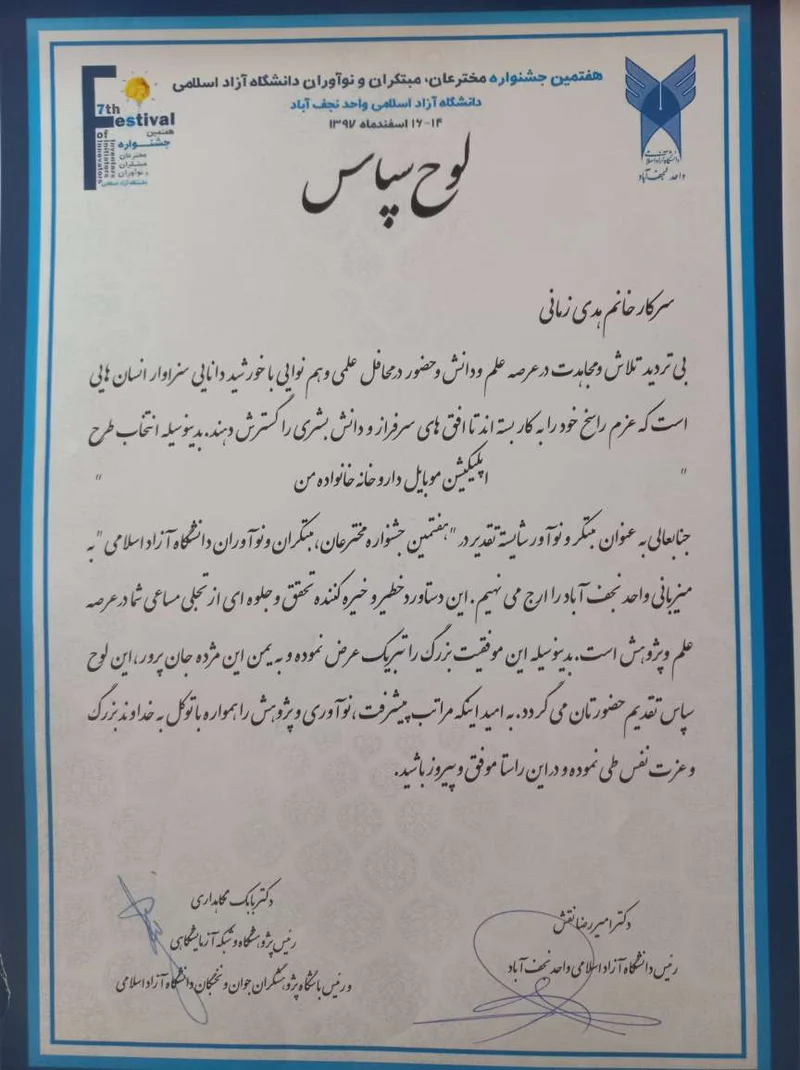 هفتمین جشنواره مخترعان، مبتکران و نوآوران دانشگاه آزاد اسلامی
دانشگاه آزاد اسلامی واحد نجف آباد
۱۴-۱۶ اسفندماه ۱۳۹۷
7th
Festival
of
Inventors
Initiators
Innovators
هفتمین
جشنواره
مخترعان
مبتکران
و نوآوران
دانشگاه آزاد اسلامی
دانشگاه آزاد اسلامی
واحد نجف آباد
لوح سپاس
سرکار خانم هدی زمانی
بی تردید تلاش و مجاهدت در عرصه علم و دانش و حضور در محافل علمی و هم نوایی با خورشید دانایی سزاوار انسان هایی
است که عزم راسخ خود را به کار بسته اند تا افق های سرفراز و دانش بشری را گسترش دهند. بدینوسیله انتخاب طرح
" اپلیکیشن موبایل داروخانه خانواده من "
جنابعالی به عنوان مبتکر و نوآور شایسته تقدیر در "هفتمین جشنواره مخترعان، مبتکران و نوآوران دانشگاه آزاد اسلامی" به
میزبانی واحد نجف آباد را ارج می نهیم. این دستاورد خطیر و خیره کننده تحقق و جلوه ای از تجلی مساعی شما در عرصه
علم و پژوهش است. بدینوسیله این موفقیت بزرگ را تبریک عرض نموده و به یمن این مژده جان پرور، این لوح
سپاس تقدیم حضورتان می گردد. به امید اینکه مراتب پیشرفت، نوآوری و پژوهش را همواره با توکل به خداوند بزرگ
و عزت نفس طی نموده و در این راستا موفق و پیروز باشید.
دکتر امیررضا نقش
رئیس دانشگاه آزاد اسلامی واحد نجف آباد
دکتر بابک نگاهداری
رئیس پژوهشگاه و شبکه آزمایشگاهی
و رئیس باشگاه پژوهشگران جوان و نخبگان دانشگاه آزاد اسلامی